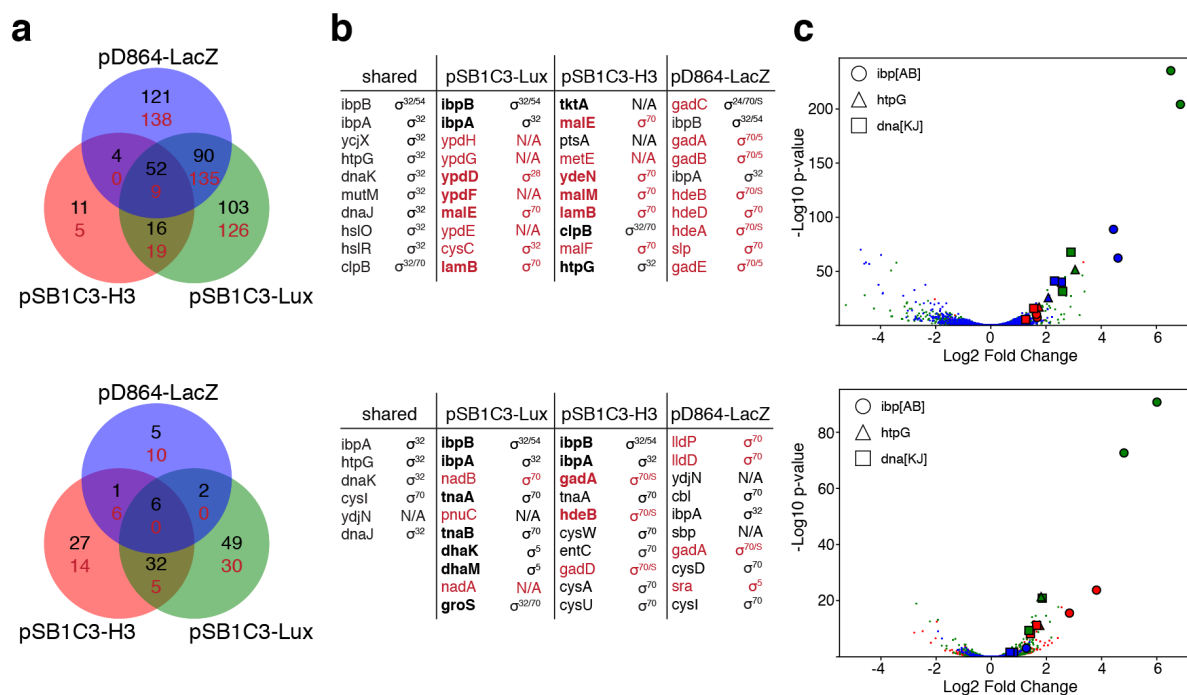 a
pD864-LacZ
121
138
4
0
52
9
90
135
11
5
16
19
103
126
pSB1C3-H3
pSB1C3-Lux
b
shared pSB1C3-Lux pSB1C3-H3 pD864-LacZ
ibpB σ32/54 ibpB σ32/54 tktA N/A gadC σ24/70/S
ibpA σ32 ibpA σ32 malE σ70 ibpB σ32/54
ycjX σ32 ypdH N/A ptsA N/A gadA σ70/5
htpG σ32 ypdG N/A metE N/A gadB σ70/5
dnaK σ32 ypdD σ28 ydeN σ70 ibpA σ32
mutM σ32 ypdF N/A malM σ70 hdeB σ70/S
dnaJ σ32 malE σ70 lamB σ70 hdeD σ70
hslO σ32 ypdE N/A clpB σ32/70 hdeA σ70/S
hslR σ32 cysC σ32 malF σ70 slp σ70
clpB σ32/70 lamB σ70 htpG σ32 gadE σ70/5
c
ibp[AB]
htpG
dna[KJ]
200
150
100
50
-Log10 p-value
-4 -2 0 2 4 6
Log2 Fold Change
pD864-LacZ
5
10
1
6
6
0
2
0
27
14
32
5
49
30
pSB1C3-H3
pSB1C3-Lux
shared pSB1C3-Lux pSB1C3-H3 pD864-LacZ
ibpA σ32 ibpB σ32/54 ibpB σ32/54 lldP σ70
htpG σ32 ibpA σ32 ibpA σ32 lldD σ70
dnaK σ32 nadB σ70 gadA σ70/S ydjN N/A
cysI σ70 tnaA σ70 tnaA σ70 cbl σ70
ydjN N/A pnuC N/A hdeB σ70/S ibpA σ32
dnaJ σ32 tnaB σ70 cysW σ70 sbp N/A
dhaK σ5 entC σ70 gadA σ70/S
dhaM σ5 gadD σ70/S cysD σ70
nadA N/A cysA σ70 sra σ5
groS σ32/70 cysU σ70 cysI σ70
ibp[AB]
htpG
dna[KJ]
80
60
40
20
-Log10 p-value
-4 -2 0 2 4 6
Log2 Fold Change